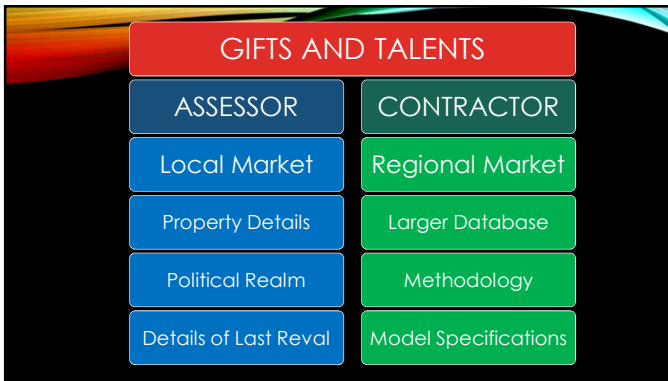 GIFTS AND TALENTS
ASSESSOR
CONTRACTOR
Local Market
Regional Market
Property Details
Larger Database
Political Realm
Methodology
Details of Last Reval
Model Specifications